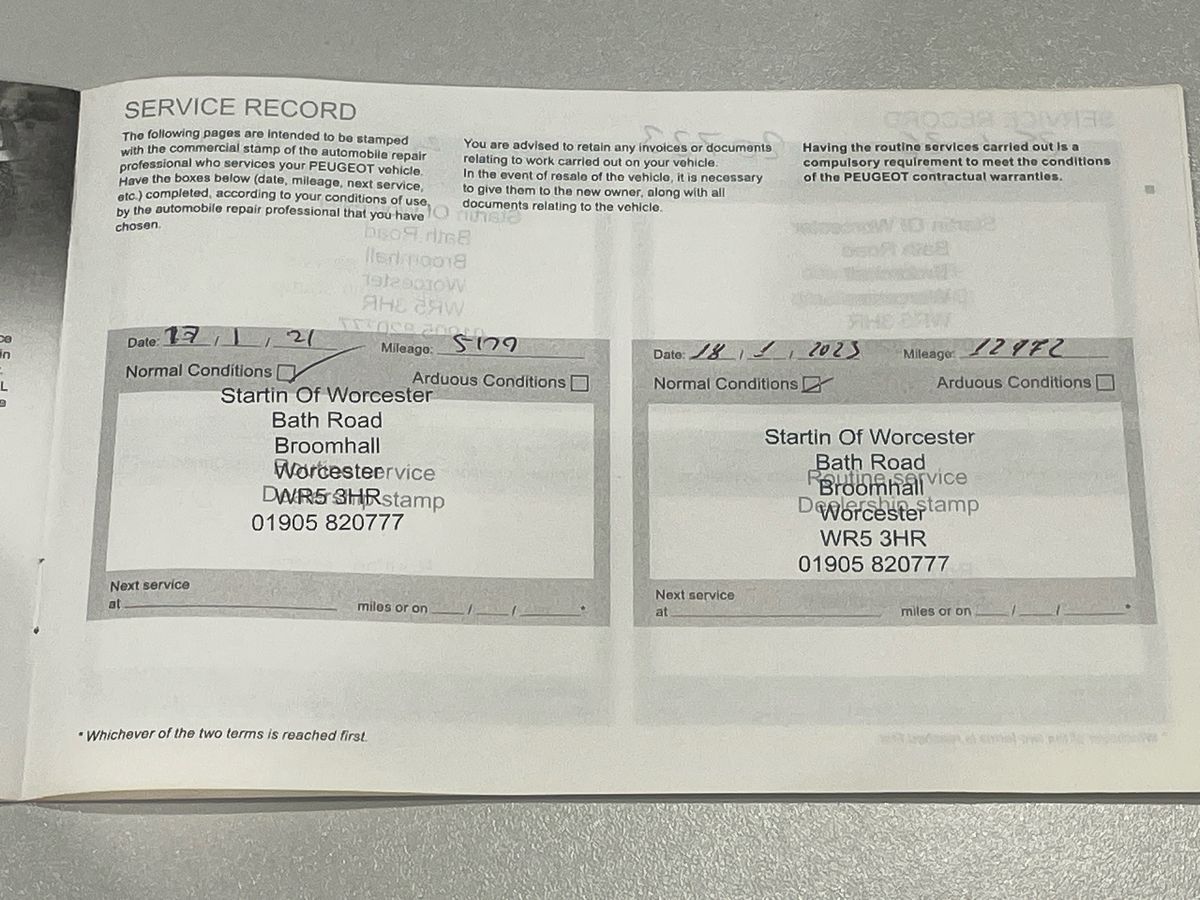 SERVICE RECORD
The following pages are intended to be stamped
with the commercial stamp of the automobile repair
professional who services your PEUGEOT vehicle.
Have the boxes below (date, mileage, next service,
etc.) completed, according to your conditions of use,
by the automobile repair professional that you have
chosen.
You are advised to retain any invoices or documents
relating to work carried out on your vehicle.
In the event of resale of the vehicle, it is necessary
to give them to the new owner, along with all
documents relating to the vehicle.
Having the routine services carried out is a
compulsory requirement to meet the conditions
of the PEUGEOT contractual warranties.
Date: 17 / 1 / 21 Mileage:
Normal Conditions Arduous Conditions
Startin Of Worcester
Bath Road
Broomhall
Worcester
Routine service
WR5 3HR
Dealership stamp
01905 820777
Next service
at miles or on / / *
Date: 18 / 1 / 2023 Mileage: 12972
Normal Conditions Arduous Conditions
Startin Of Worcester
Bath Road
Routine service
Broomhall
Dealership stamp
Worcester
WR5 3HR
01905 820777
Next service
at miles or on / / *
* Whichever of the two terms is reached first.